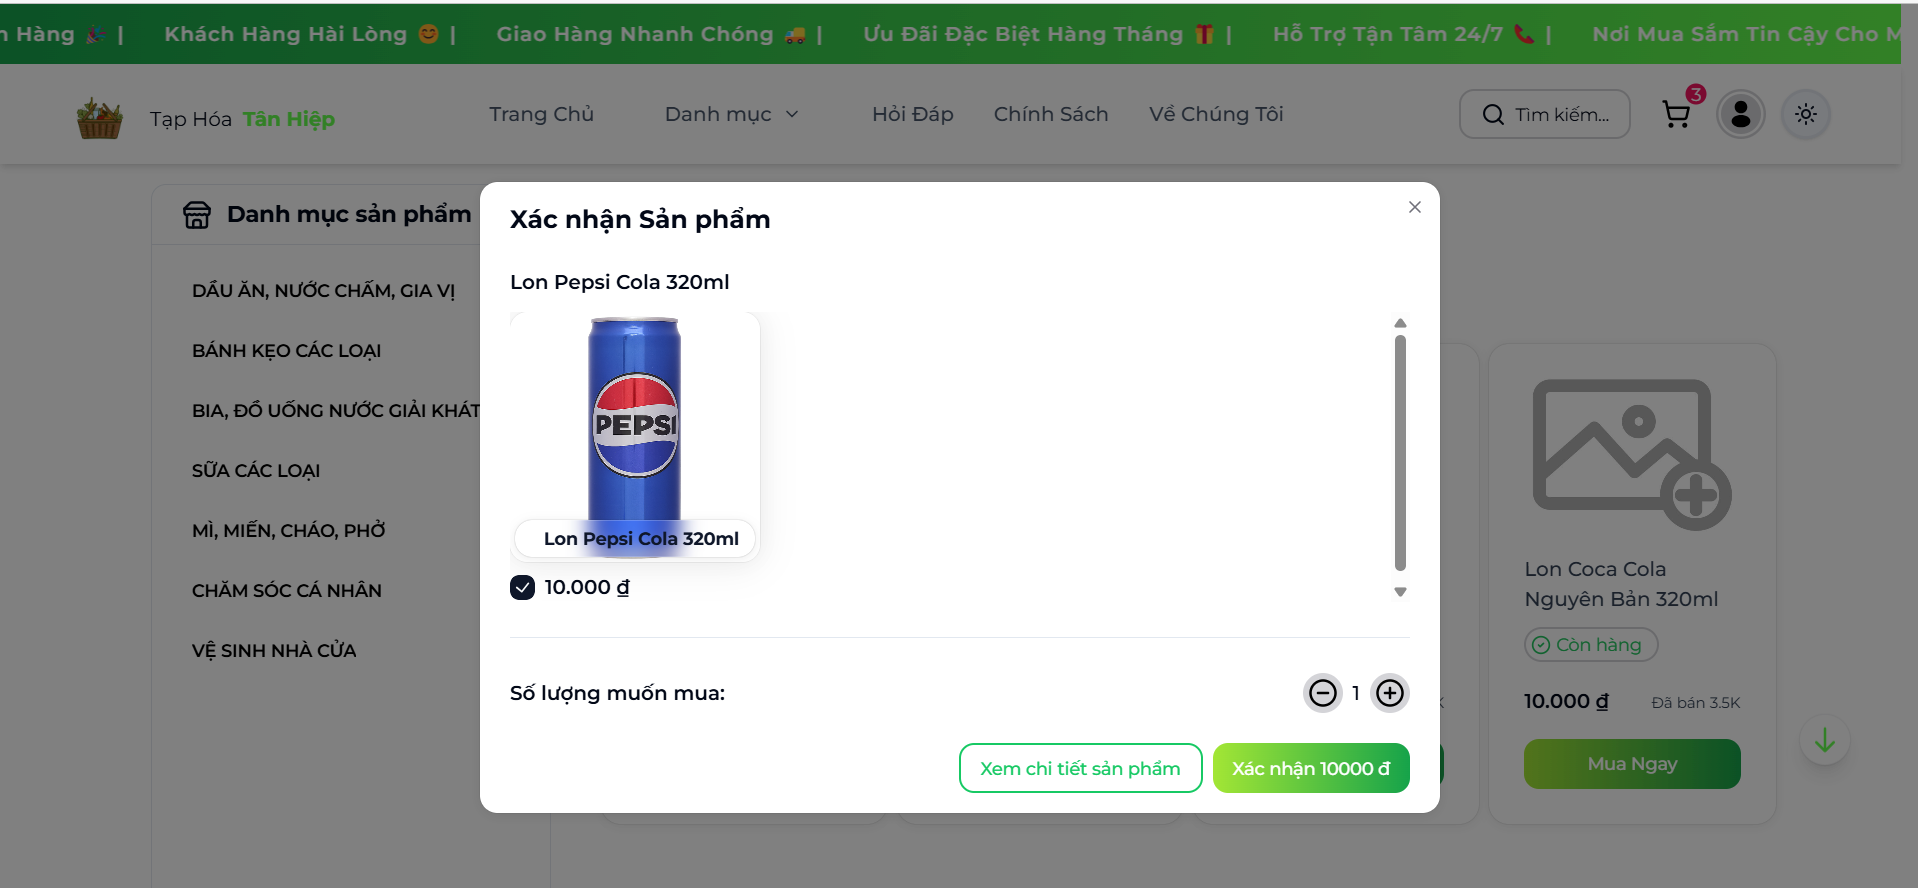 n Hàng 🎉 | Khách Hàng Hài Lòng 😊 | Giao Hàng Nhanh Chóng 🚚 | Ưu Đãi Đặc Biệt Hàng Tháng 🎁 | Hỗ Trợ Tận Tâm 24/7 📞 | Nơi Mua Sắm Tin Cậy Cho M
Tạp Hóa Tân Hiệp
Trang Chủ
Danh mục
Hỏi Đáp
Chính Sách
Về Chúng Tôi
Tìm kiếm...
3
Danh mục sản phẩm
DẦU ĂN, NƯỚC CHẤM, GIA VỊ
BÁNH KẸO CÁC LOẠI
BIA, ĐỒ UỐNG NƯỚC GIẢI KHÁT
SỮA CÁC LOẠI
MÌ, MIẾN, CHÁO, PHỞ
CHĂM SÓC CÁ NHÂN
VỆ SINH NHÀ CỬA
Xác nhận Sản phẩm
Lon Pepsi Cola 320ml
PEPSI
Lon Pepsi Cola 320ml
10.000 ₫
Số lượng muốn mua:
1
Xem chi tiết sản phẩm
Xác nhận 10000 đ
K
Lon Coca Cola
Nguyên Bản 320ml
Còn hàng
10.000 ₫
Đã bán 3.5K
Mua Ngay